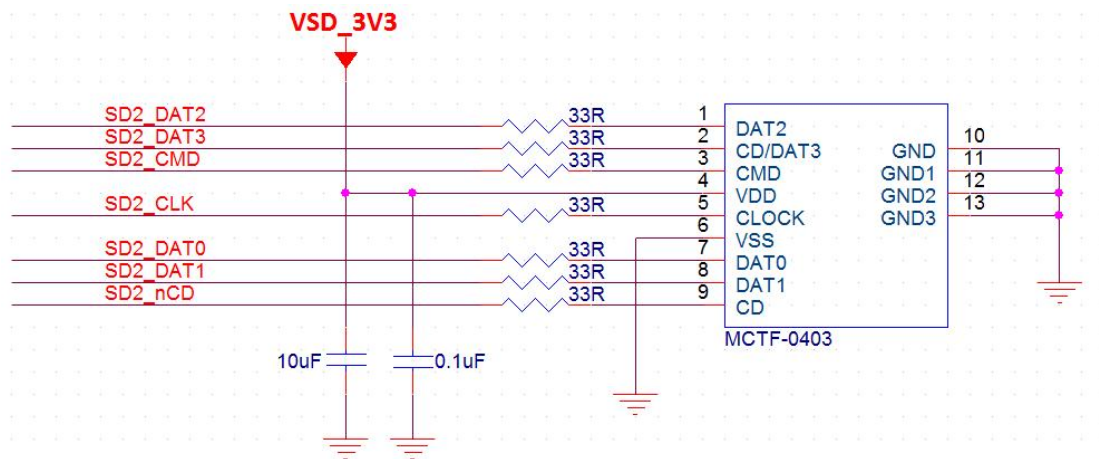 VSD_3V3
SD2_DAT2 33R 1 DAT2
SD2_DAT3 33R 2 CD/DAT3 GND 10
SD2_CMD 33R 3 CMD GND1 11
4 VDD GND2 12
SD2_CLK 33R 5 CLOCK GND3 13
6 VSS
SD2_DAT0 33R 7 DAT0
SD2_DAT1 33R 8 DAT1
SD2_nCD 33R 9 CD
MCTF-0403
10uF 0.1uF